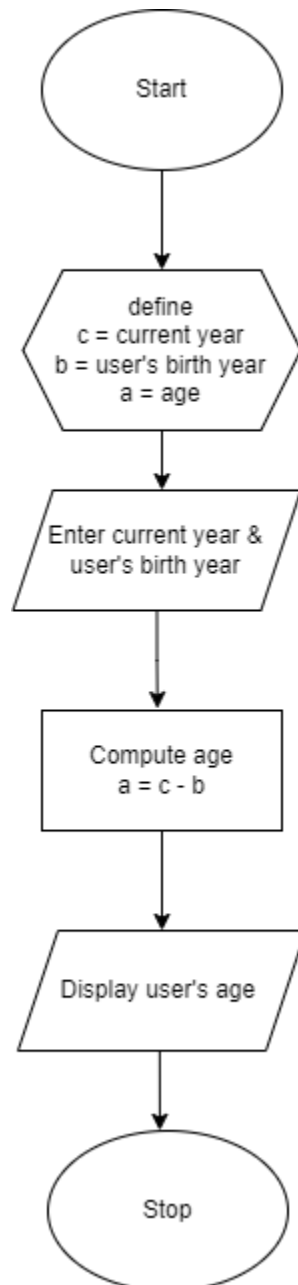 Start
define
c = current year
b = user's birth year
a = age
Enter current year &
user's birth year
Compute age
a = c - b
Display user's age
Stop